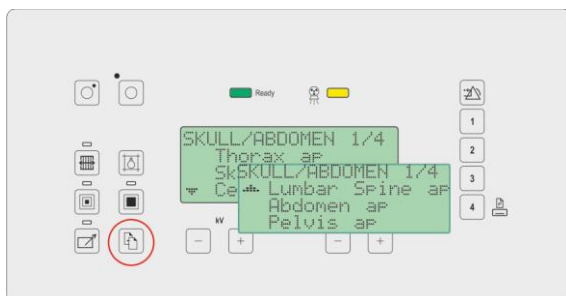 Ready
SKULL/ABDOMEN 1/4
Thorax ap
Sk
Ce
SKULL/ABDOMEN 1/4
Lumbar Spine ap
Abdomen ap
Pelvis ap
kV
- + - +
1
2
3
4